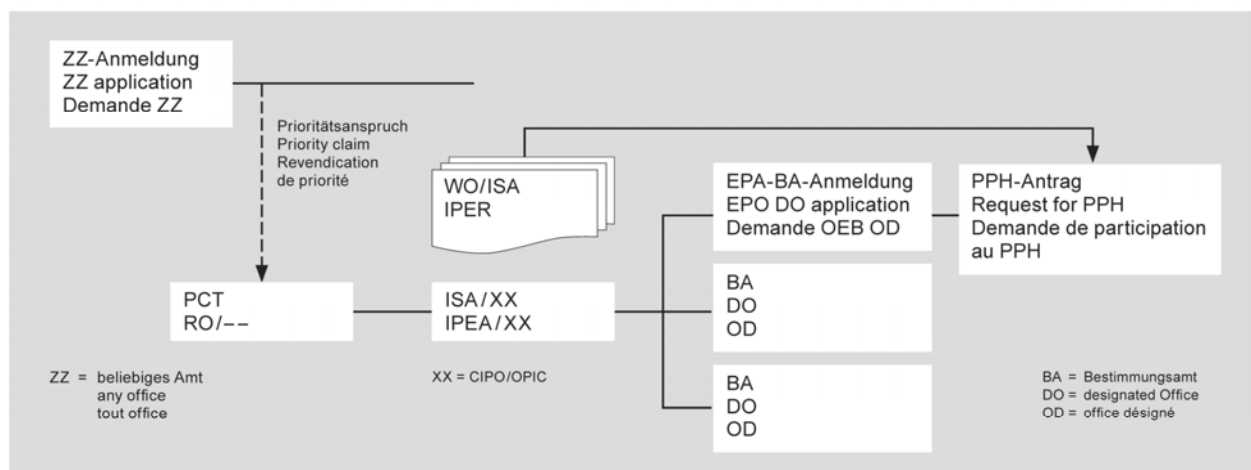 ZZ-Anmeldung
ZZ application
Demande ZZ
Prioritätsanspruch
Priority claim
Revendication
de priorité
WO/ISA
IPER
EPA-BA-Anmeldung
EPO DO application
Demande OEB OD
PPH-Antrag
Request for PPH
Demande de participation
au PPH
PCT
RO/--
ISA/XX
IPEA/XX
BA
DO
OD
BA
DO
OD
ZZ = beliebiges Amt
any office
tout office
XX = CIPO/OPIC
BA = Bestimmungsamt
DO = designated Office
OD = office désigné